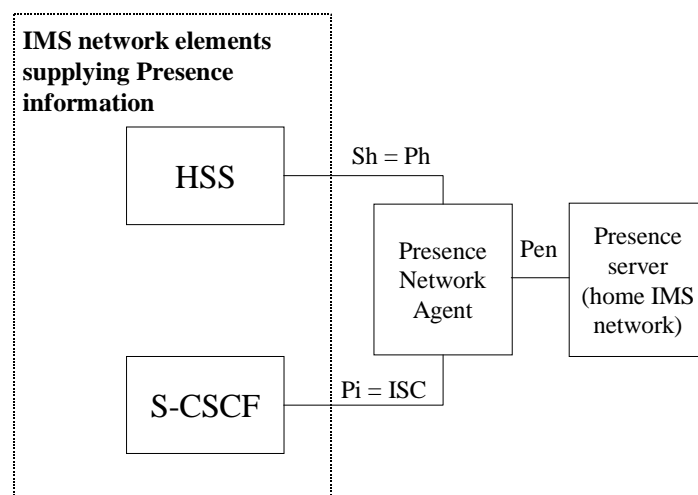 IMS network elements
supplying Presence
information
HSS
Sh = Ph
Presence
Network
Agent
Pen
Presence
server
(home IMS
network)
S-CSCF
Pi = ISC